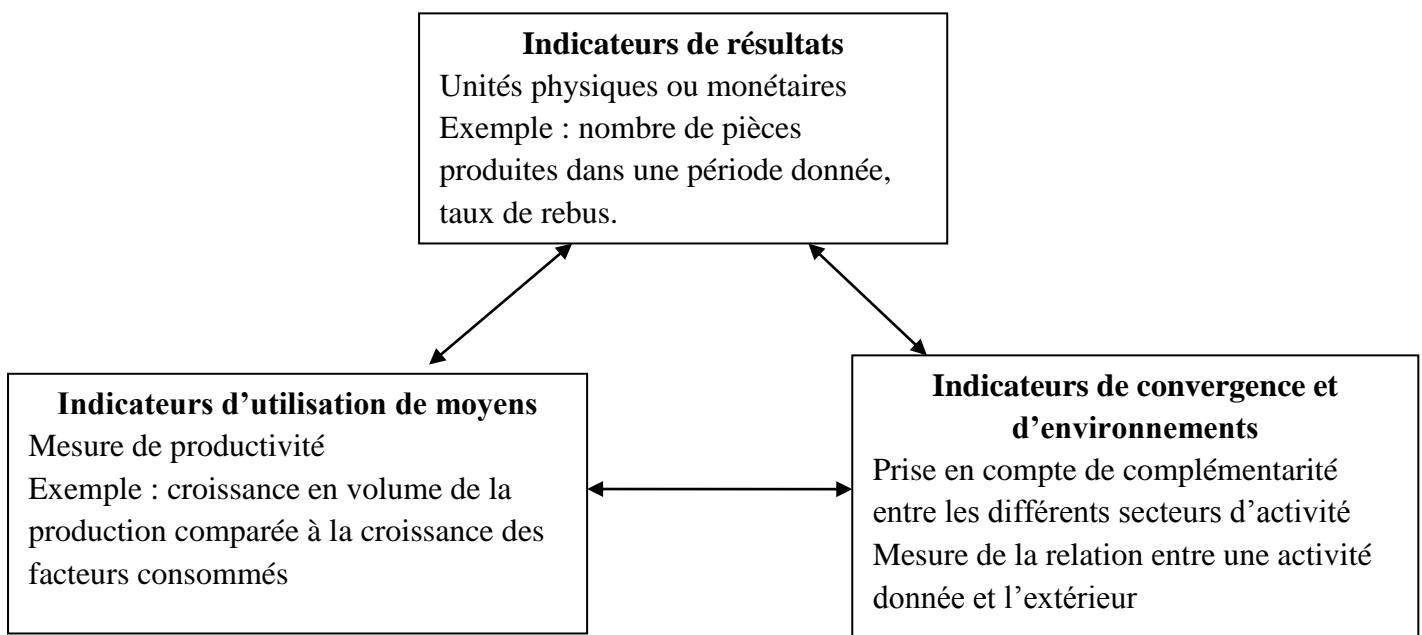 Indicateurs de résultats
Unités physiques ou monétaires
Exemple : nombre de pièces
produites dans une période donnée,
taux de rebus.
Indicateurs d’utilisation de moyens
Mesure de productivité
Exemple : croissance en volume de la
production comparée à la croissance des
facteurs consommés
Indicateurs de convergence et
d’environnements
Prise en compte de complémentarité
entre les différents secteurs d’activité
Mesure de la relation entre une activité
donnée et l’extérieur